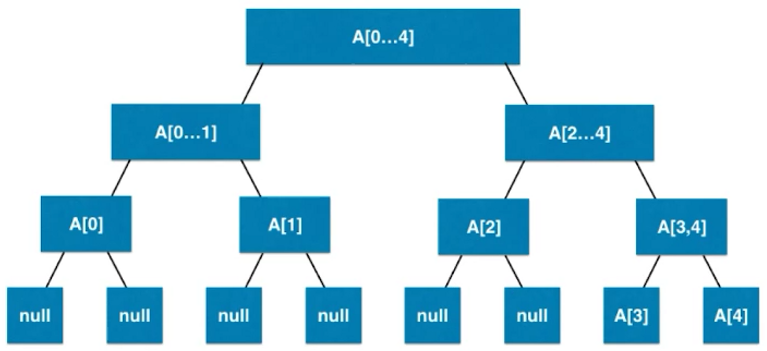 A[0...4]
A[0...1]
A[2...4]
A[0]
A[1]
A[2]
A[3,4]
null
null
null
null
null
null
A[3]
A[4]